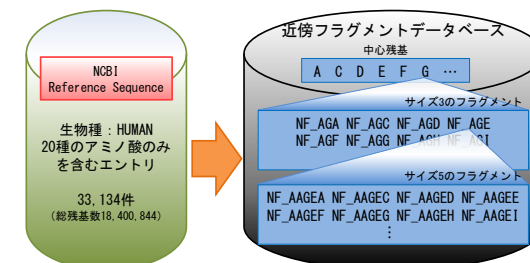 NCBI
Reference Sequence
生物種：HUMAN
20種のアミノ酸のみ
を含むエントリ
33,134件
(総残基数18,400,844)
近傍フラグメントデータベース
中心残基
A C D E F G …
サイズ3のフラグメント
NF_AGA NF_AGC NF_AGD NF_AGE
NF_AGF NF_AGG NF_AGH NF_AGI
サイズ5のフラグメント
NF_AAGEA NF_AAGEC NF_AAGED NF_AAGEE
NF_AAGEF NF_AAGEG NF_AAGEH NF_AAGEI
⋮